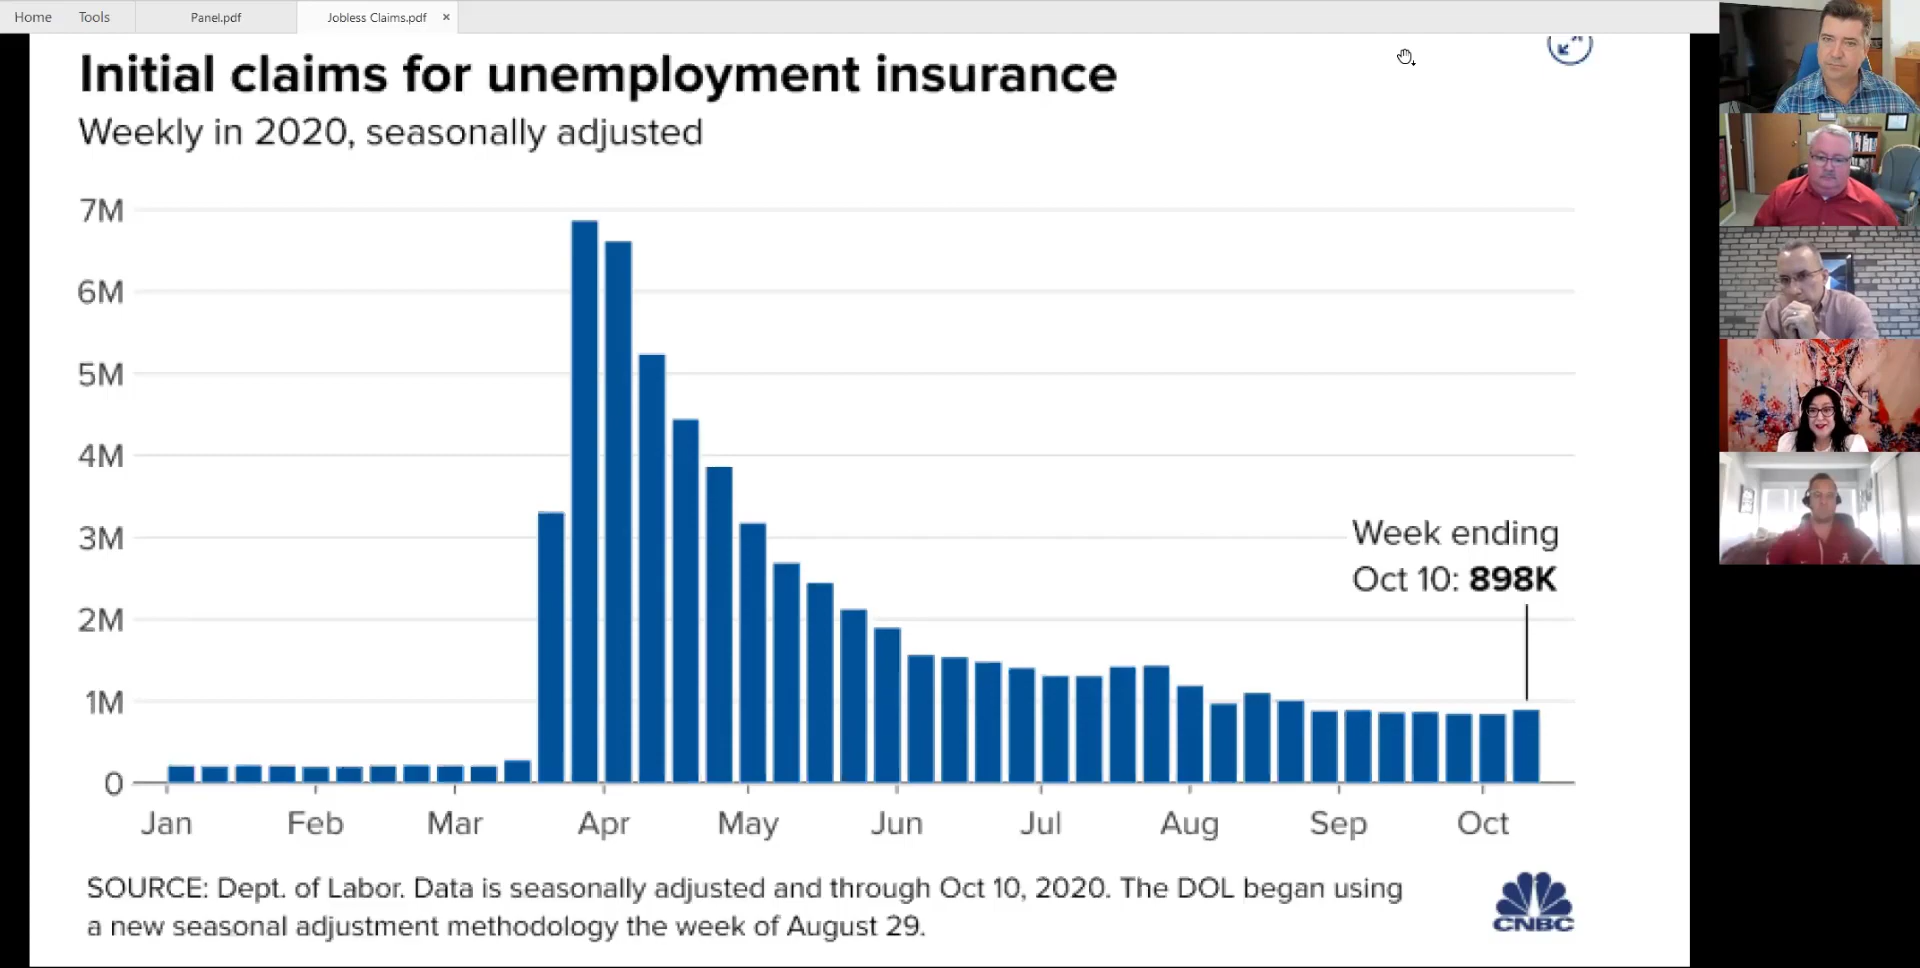 Home Tools Panel.pdf Jobless Claims.pdf ×
Initial claims for unemployment insurance
Weekly in 2020, seasonally adjusted
7M
6M
5M
4M
3M
2M
1M
0
Week ending
Oct 10: 898K
Jan Feb Mar Apr May Jun Jul Aug Sep Oct
SOURCE: Dept. of Labor. Data is seasonally adjusted and through Oct 10, 2020. The DOL began using
a new seasonal adjustment methodology the week of August 29.
CNBC